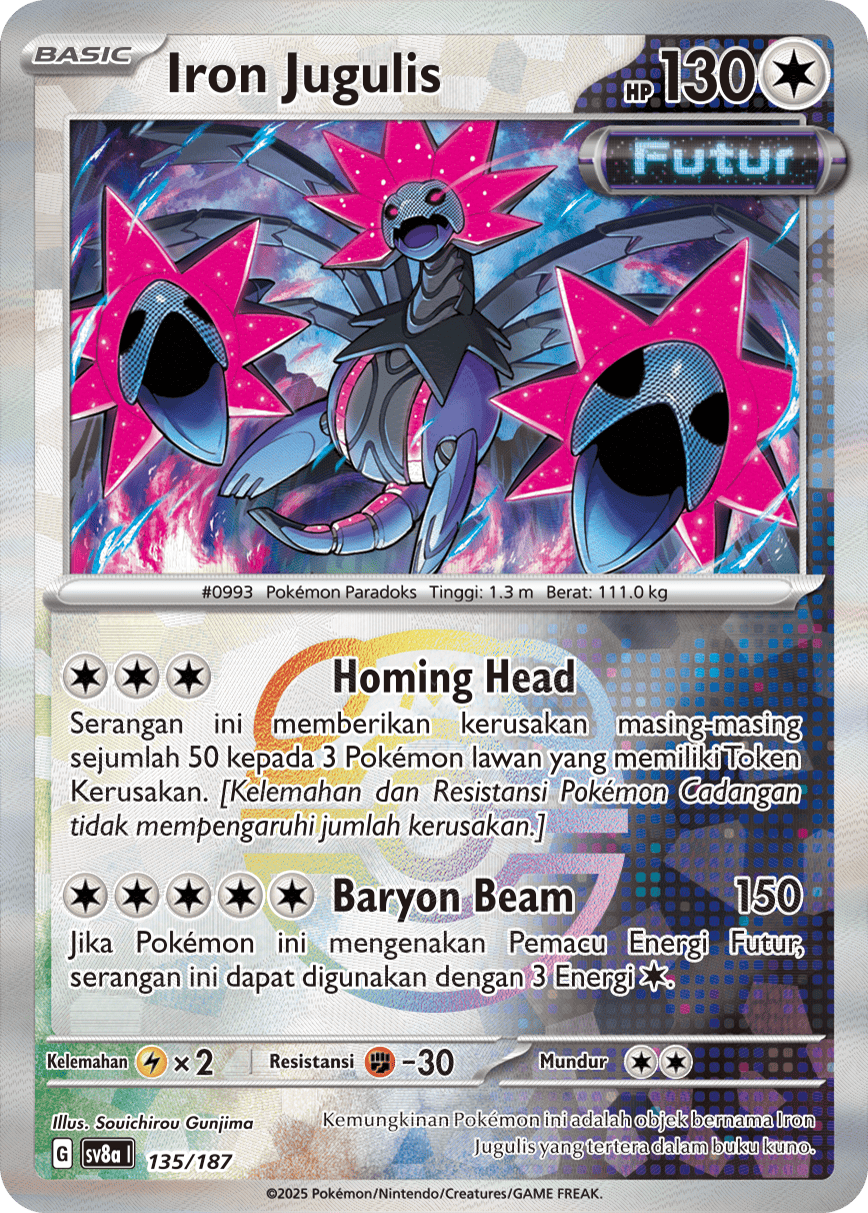 BASIC
Iron Jugulis
HP 130
Futur
#0993 Pokémon Paradoks Tinggi: 1.3 m Berat: 111.0 kg
Homing Head
Serangan ini memberikan kerusakan masing-masing
sejumlah 50 kepada 3 Pokémon lawan yang memiliki Token
Kerusakan. [Kelemahan dan Resistansi Pokémon Cadangan
tidak mempengaruhi jumlah kerusakan.]
Baryon Beam 150
Jika Pokémon ini mengenakan Pemacu Energi Futur,
serangan ini dapat digunakan dengan 3 Energi.
Kelemahan ×2 Resistansi -30 Mundur
Illus. Souichirou Gunjima
Kemungkinan Pokémon ini adalah objek bernama Iron
Jugulis yang tertera dalam buku kuno.
G sv8a I 135/187
©2025 Pokémon/Nintendo/Creatures/GAME FREAK.